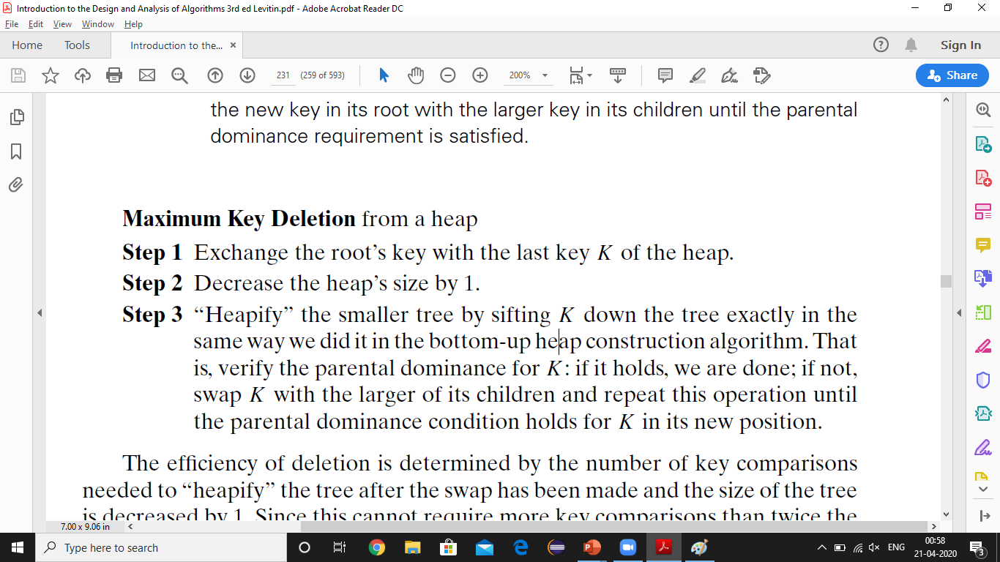 Introduction to the Design and Analysis of Algorithms 3rd ed Levitin.pdf - Adobe Acrobat Reader DC
File Edit View Window Help
Home Tools Introduction to the... × Sign In
231 (259 of 593) 200% Share
the new key in its root with the larger key in its children until the parental
dominance requirement is satisfied.
Maximum Key Deletion from a heap
Step 1 Exchange the root’s key with the last key K of the heap.
Step 2 Decrease the heap’s size by 1.
Step 3 “Heapify” the smaller tree by sifting K down the tree exactly in the
same way we did it in the bottom-up heap construction algorithm. That
is, verify the parental dominance for K: if it holds, we are done; if not,
swap K with the larger of its children and repeat this operation until
the parental dominance condition holds for K in its new position.
The efficiency of deletion is determined by the number of key comparisons
needed to “heapify” the tree after the swap has been made and the size of the tree
is decreased by 1. Since this cannot require more key comparisons than twice the
7.00 x 9.06 in
Type here to search
ENG
00:58
21-04-2020
3